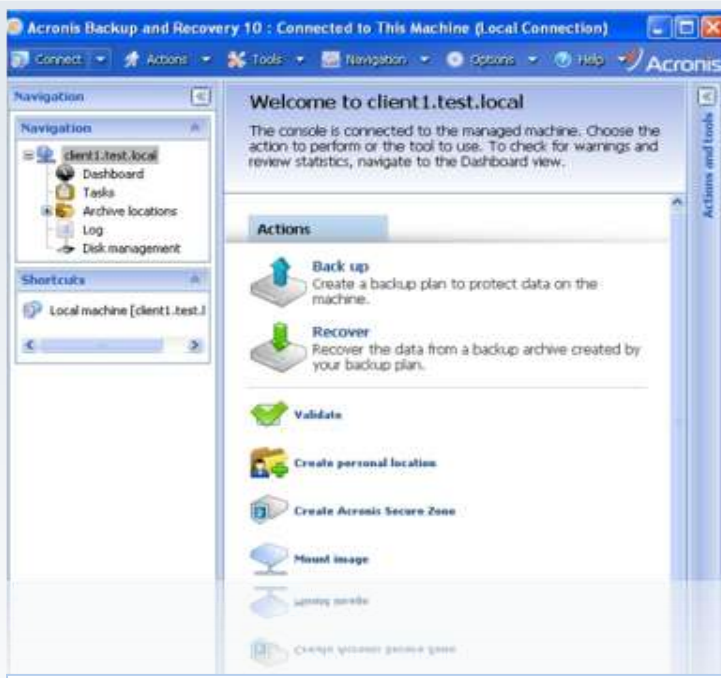 Acronis Backup and Recovery 10 : Connected to This Machine (Local Connection)
Connect Actions Tools Navigation Options Help Acronis
Navigation
Navigation
client1.test.local
Dashboard
Tasks
Archive locations
Log
Disk management
Shortcuts
Local machine [client1.test.l
Welcome to client1.test.local
The console is connected to the managed machine. Choose the
action to perform or the tool to use. To check for warnings and
review statistics, navigate to the Dashboard view.
Actions
Back up
Create a backup plan to protect data on the
machine.
Recover
Recover the data from a backup archive created by
your backup plan.
Validate
Create personal location
Create Acronis Secure Zone
Mount image
Actions and tools